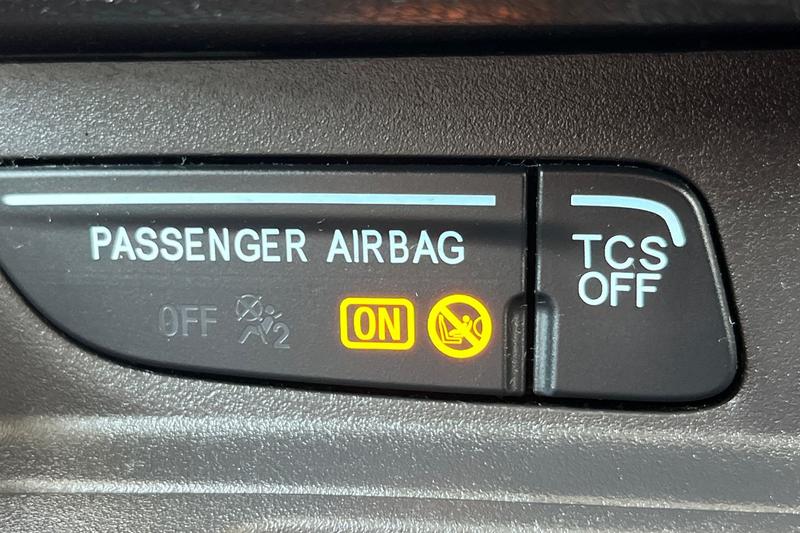 PASSENGER AIRBAG
OFF 2 ON
TCS
OFF